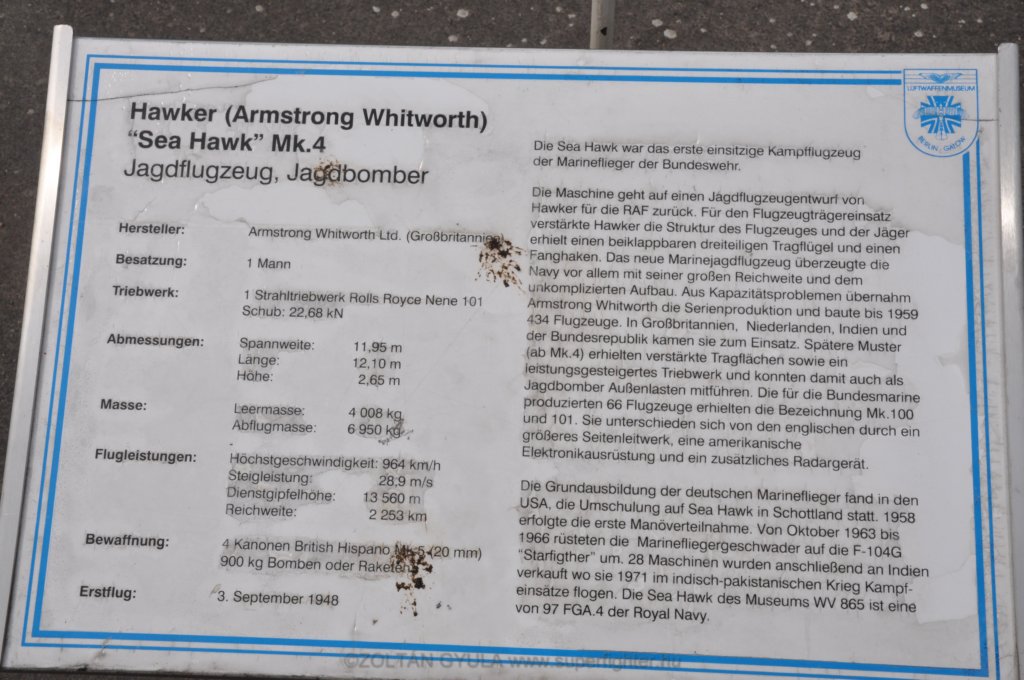 LUFTWAFFENMUSEUM
BERLIN - GATOW
Hawker (Armstrong Whitworth)
"Sea Hawk" Mk.4
Jagdflugzeug, Jagdbomber
Hersteller: Armstrong Whitworth Ltd. (Großbritannien)
Besatzung: 1 Mann
Triebwerk: 1 Strahltriebwerk Rolls Royce Nene 101
Schub: 22,68 kN
Abmessungen: Spannweite: 11,95 m
Länge: 12,10 m
Höhe: 2,65 m
Masse: Leermasse: 4 008 kg
Abflugmasse: 6 950 kg
Flugleistungen: Höchstgeschwindigkeit: 964 km/h
Steigleistung: 28,9 m/s
Dienstgipfelhöhe: 13 560 m
Reichweite: 2 253 km
Bewaffnung: 4 Kanonen British Hispano Mk.5 (20 mm)
900 kg Bomben oder Raketen
Erstflug: 3. September 1948
Die Sea Hawk war das erste einsitzige Kampfflugzeug
der Marineflieger der Bundeswehr.
Die Maschine geht auf einen Jagdflugzeugentwurf von
Hawker für die RAF zurück. Für den Flugzeugträgereinsatz
verstärkte Hawker die Struktur des Flugzeuges und der Jäger
erhielt einen beiklappbaren dreiteiligen Tragflügel und einen
Fanghaken. Das neue Marinejagdflugzeug überzeugte die
Navy vor allem mit seiner großen Reichweite und dem
unkomplizierten Aufbau. Aus Kapazitätsproblemen übernahm
Armstrong Whitworth die Serienproduktion und baute bis 1959
434 Flugzeuge. In Großbritannien, Niederlanden, Indien und
der Bundesrepublik kamen sie zum Einsatz. Spätere Muster
(ab Mk.4) erhielten verstärkte Tragflächen sowie ein
leistungsgesteigertes Triebwerk und konnten damit auch als
Jagdbomber Außenlasten mitführen. Die für die Bundesmarine
produzierten 66 Flugzeuge erhielten die Bezeichnung Mk.100
und 101. Sie unterschieden sich von den englischen durch ein
größeres Seitenleitwerk, eine amerikanische
Elektronikausrüstung und ein zusätzliches Radargerät.
Die Grundausbildung der deutschen Marineflieger fand in den
USA, die Umschulung auf Sea Hawk in Schottland statt. 1958
erfolgte die erste Manöverteilnahme. Von Oktober 1963 bis
1966 rüsteten die Marinefliegergeschwader auf die F-104G
"Starfigther" um. 28 Maschinen wurden anschließend an Indien
verkauft wo sie 1971 im indisch-pakistanischen Krieg Kampf-
einsätze flogen. Die Sea Hawk des Museums WV 865 ist eine
von 97 FGA.4 der Royal Navy.
©ZOLTÁN GYULA www.superfighter.hu